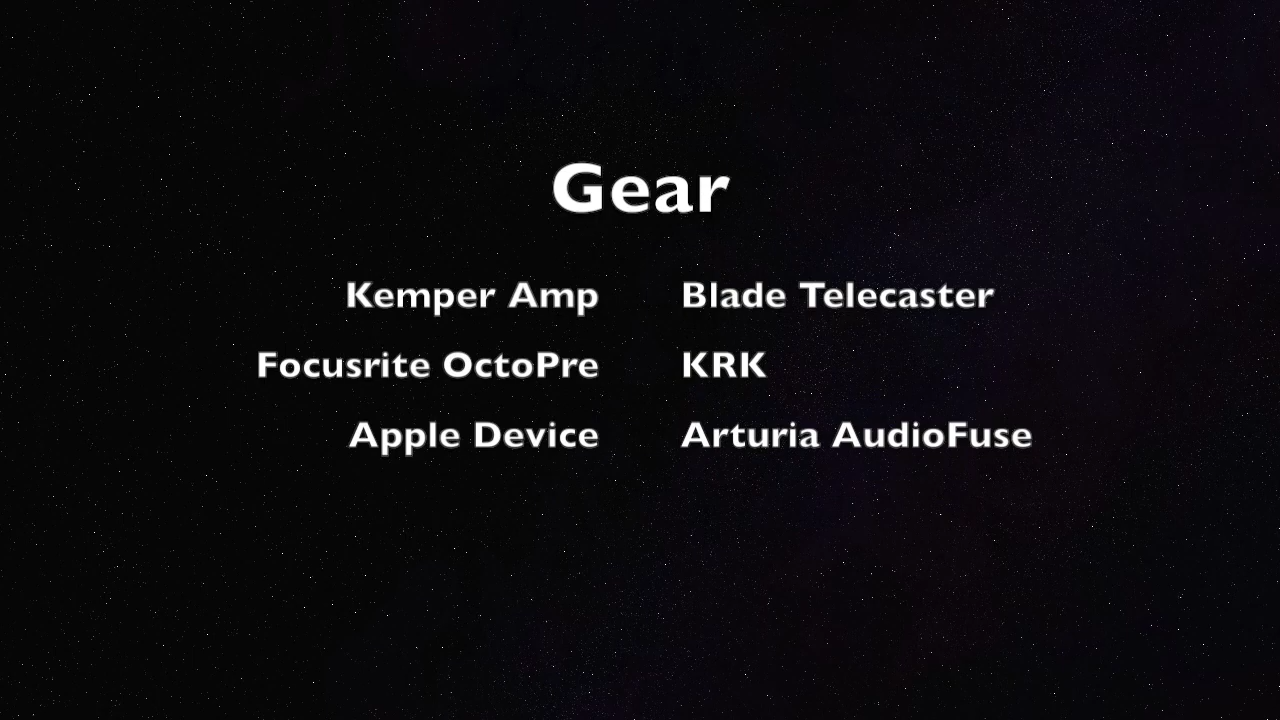 Gear
Kemper Amp Blade Telecaster
Focusrite OctoPre KRK
Apple Device Arturia AudioFuse